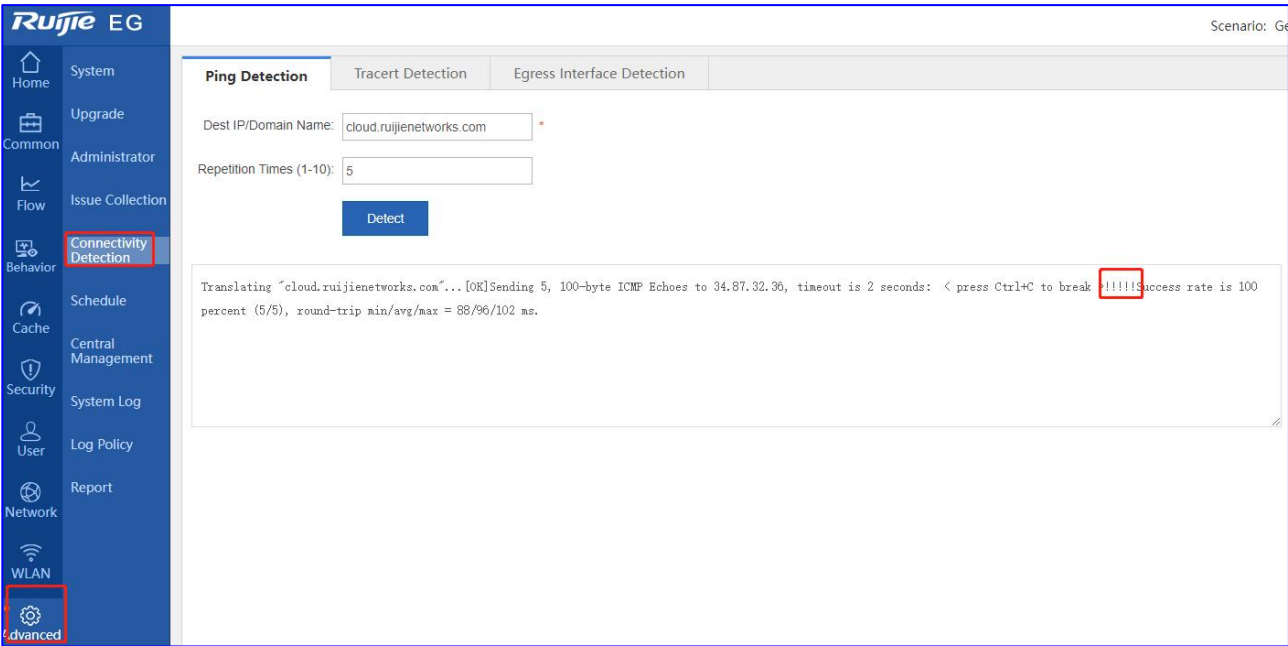 Ruijie EG
Scenario: Ge
Home
Common
Flow
Behavior
Cache
Security
User
Network
WLAN
Advanced
System
Upgrade
Administrator
Issue Collection
Connectivity
Detection
Schedule
Central
Management
System Log
Log Policy
Report
Ping Detection Tracert Detection Egress Interface Detection
Dest IP/Domain Name: cloud.ruijienetworks.com *
Repetition Times (1-10): 5
Detect
Translating "cloud.ruijienetworks.com"...[OK]Sending 5, 100-byte ICMP Echoes to 34.87.32.36, timeout is 2 seconds: < press Ctrl+C to break >!!!!!Success rate is 100
percent (5/5), round-trip min/avg/max = 88/96/102 ms.